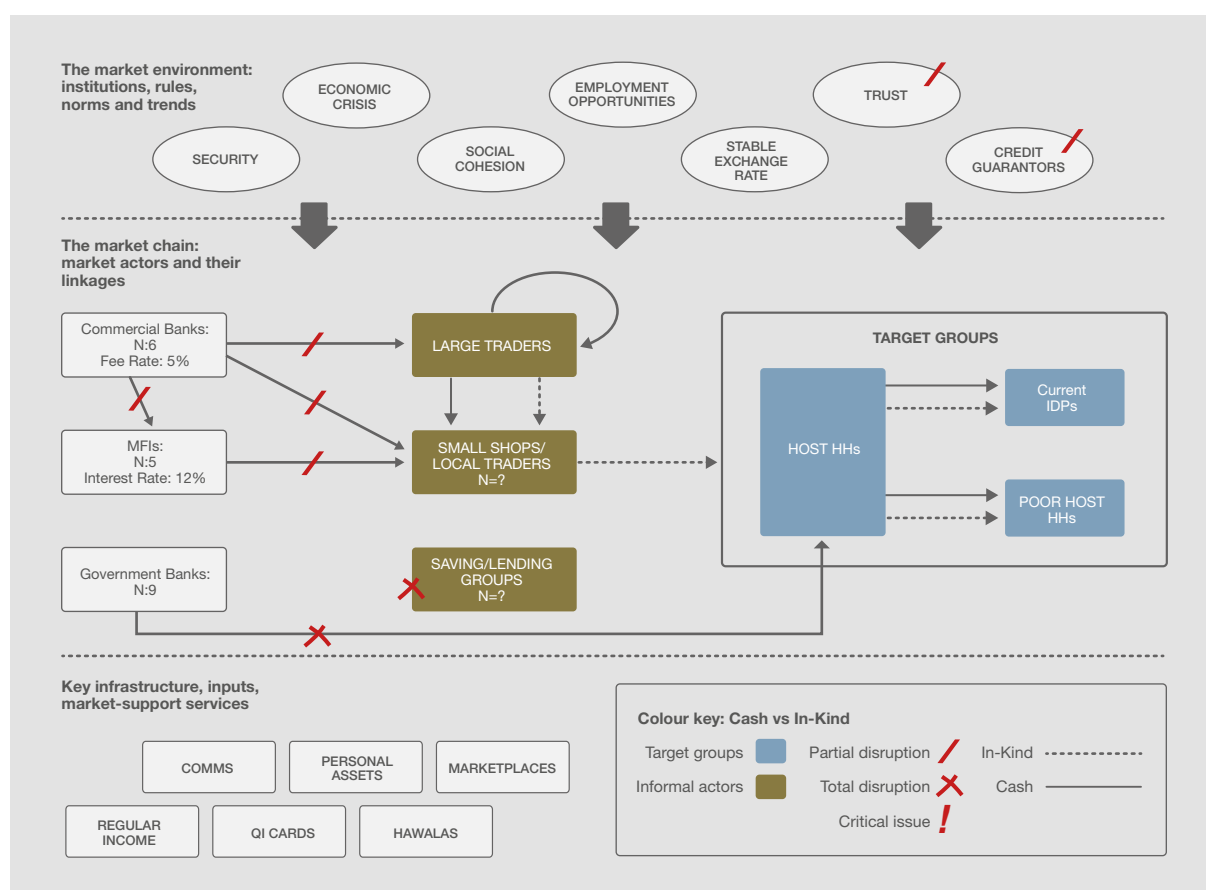 The market environment:
institutions, rules,
norms and trends
ECONOMIC
CRISIS
EMPLOYMENT
OPPORTUNITIES
TRUST
SECURITY
SOCIAL
COHESION
STABLE
EXCHANGE
RATE
CREDIT
GUARANTORS
The market chain:
market actors and their
linkages
Commercial Banks:
N:6
Fee Rate: 5%
LARGE TRADERS
TARGET GROUPS
HOST HHs
Current
IDPs
MFIs:
N:5
Interest Rate: 12%
SMALL SHOPS/
LOCAL TRADERS
N=?
POOR HOST
HHs
Government Banks:
N:9
SAVING/LENDING
GROUPS
N=?
Key infrastructure, inputs,
market-support services
COMMS
PERSONAL
ASSETS
MARKETPLACES
REGULAR
INCOME
QI CARDS
HAWALAS
Colour key: Cash vs In-Kind
Target groups
Partial disruption
In-Kind
Informal actors
Total disruption
Cash
Critical issue !